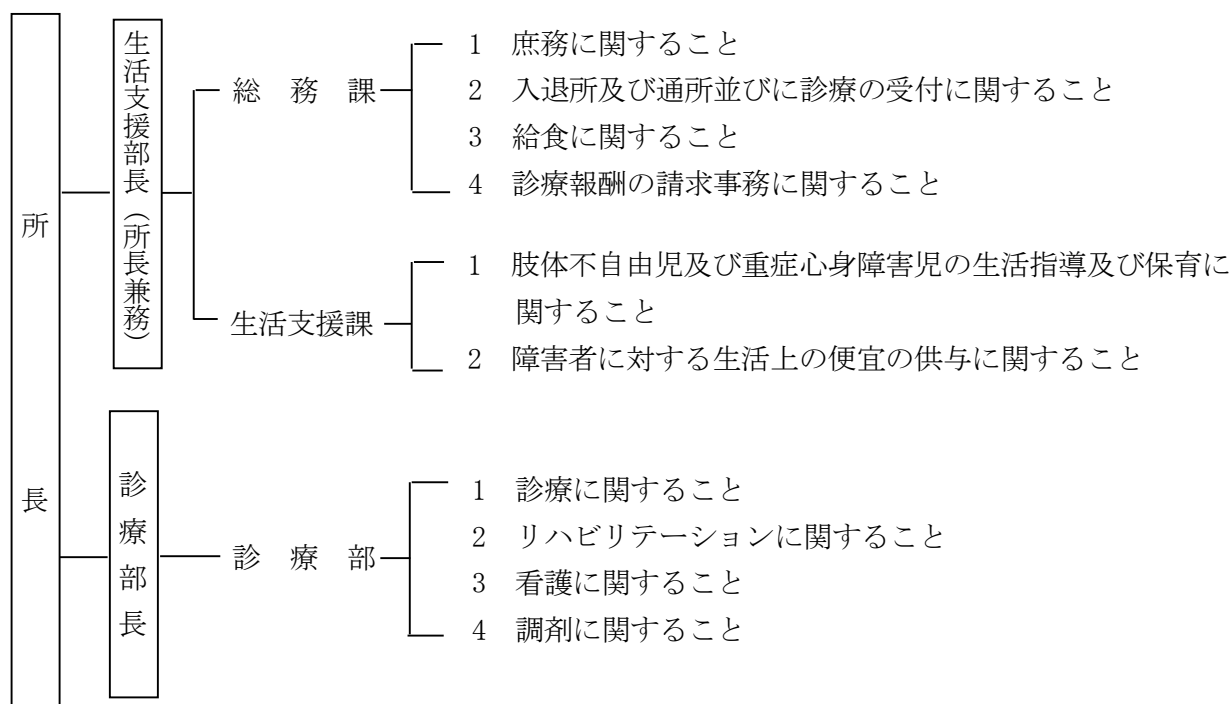 所長
生活支援部長（所長兼務）
総務課
1 庶務に関すること
2 入退所及び通所並びに診療の受付に関すること
3 給食に関すること
4 診療報酬の請求事務に関すること
生活支援課
1 肢体不自由児及び重症心身障害児の生活指導及び保育に
関すること
2 障害者に対する生活上の便宜の供与に関すること
診療部長
診療部
1 診療に関すること
2 リハビリテーションに関すること
3 看護に関すること
4 調剤に関すること